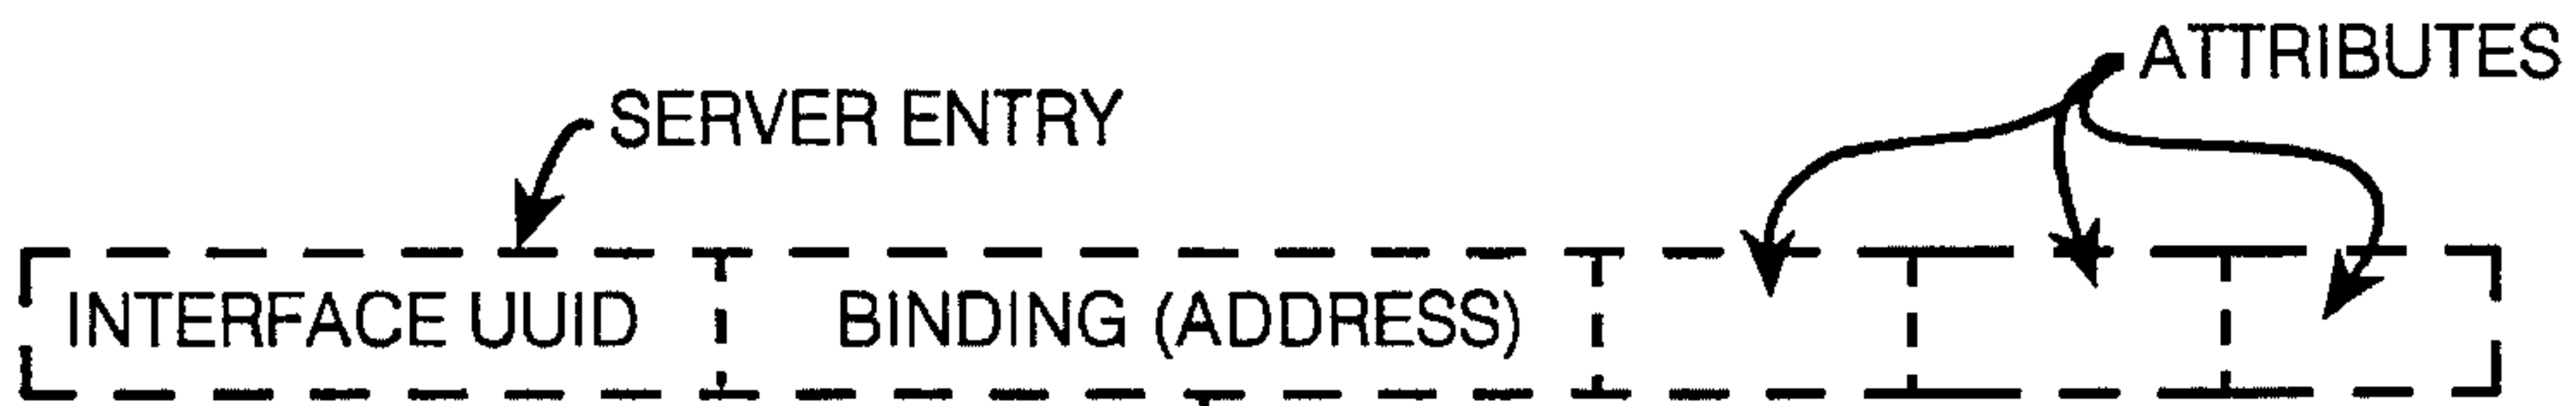 ATTRIBUTES
SERVER ENTRY
INTERFACE UUID
BINDING (ADDRESS)